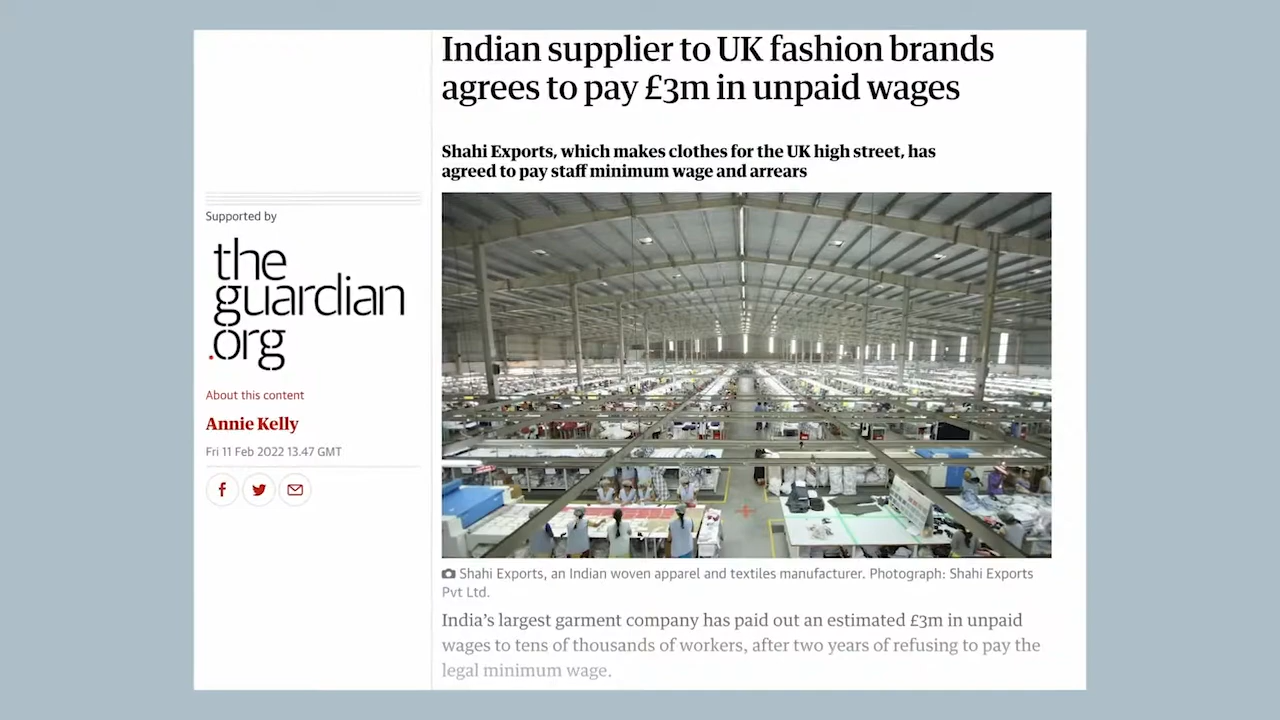 Indian supplier to UK fashion brands
agrees to pay £3m in unpaid wages
Shahi Exports, which makes clothes for the UK high street, has
agreed to pay staff minimum wage and arrears
Supported by
the
guardian
.org
About this content
Annie Kelly
Fri 11 Feb 2022 13.47 GMT
Shahi Exports, an Indian woven apparel and textiles manufacturer. Photograph: Shahi Exports
Pvt Ltd.
India’s largest garment company has paid out an estimated £3m in unpaid
wages to tens of thousands of workers, after two years of refusing to pay the
legal minimum wage.